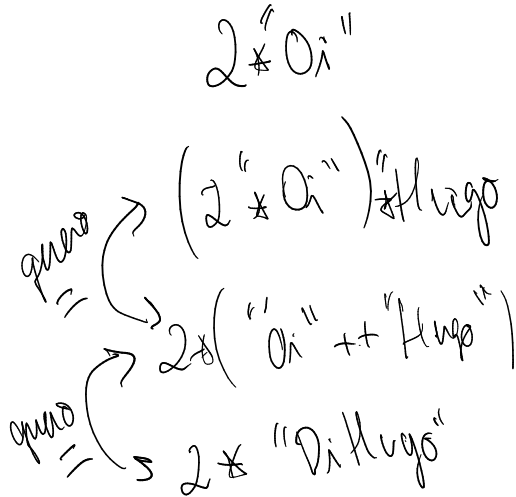 2*"Oi"
(2"*Oi")"*Hugo
quero
2*("Oi" ++ "Hugo")
quero
2* "OiHugo"